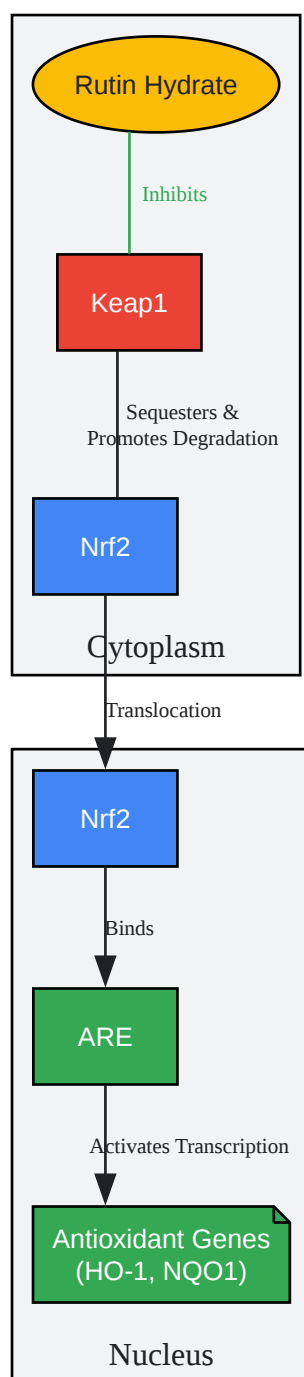 Rutin Hydrate
Inhibits
Keap1
Sequesters &
Promotes Degradation
Nrf2
Cytoplasm
Translocation
Nrf2
Binds
ARE
Activates Transcription
Antioxidant Genes
(HO-1, NQO1)
Nucleus